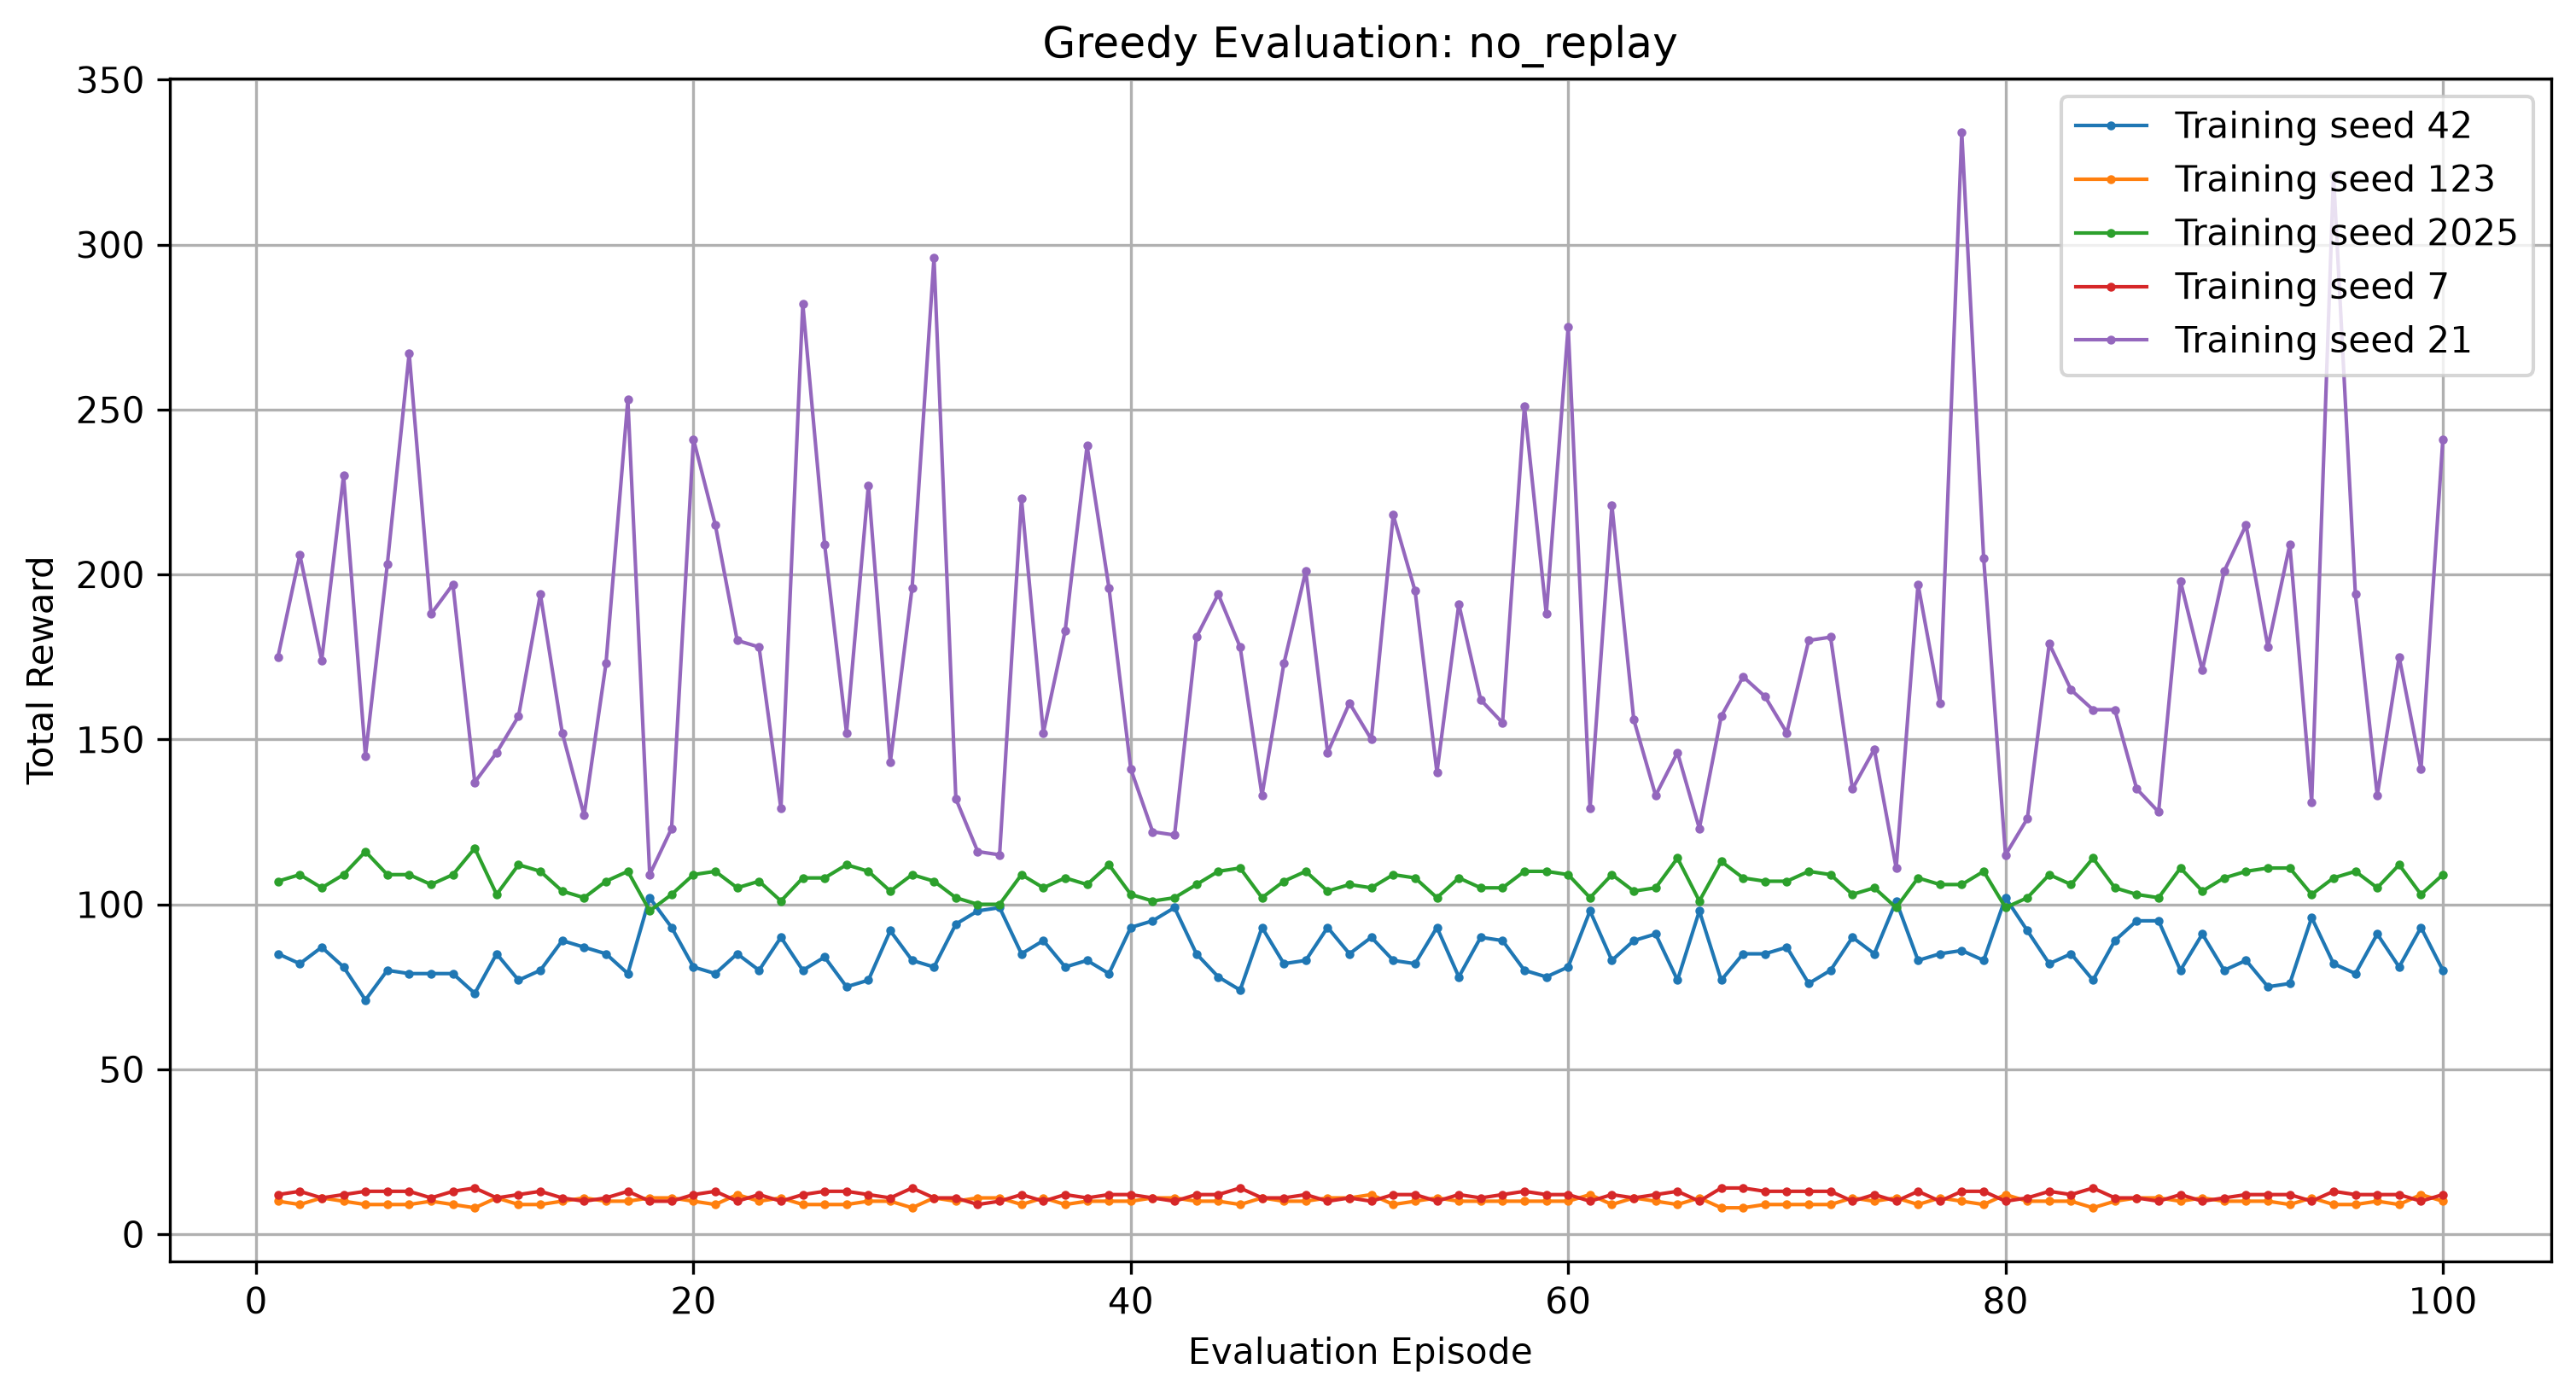 Greedy Evaluation: no_replay
350
300
250
200
150
100
50
0
Total Reward
Training seed 42
Training seed 123
Training seed 2025
Training seed 7
Training seed 21
0 20 40 60 80 100
Evaluation Episode